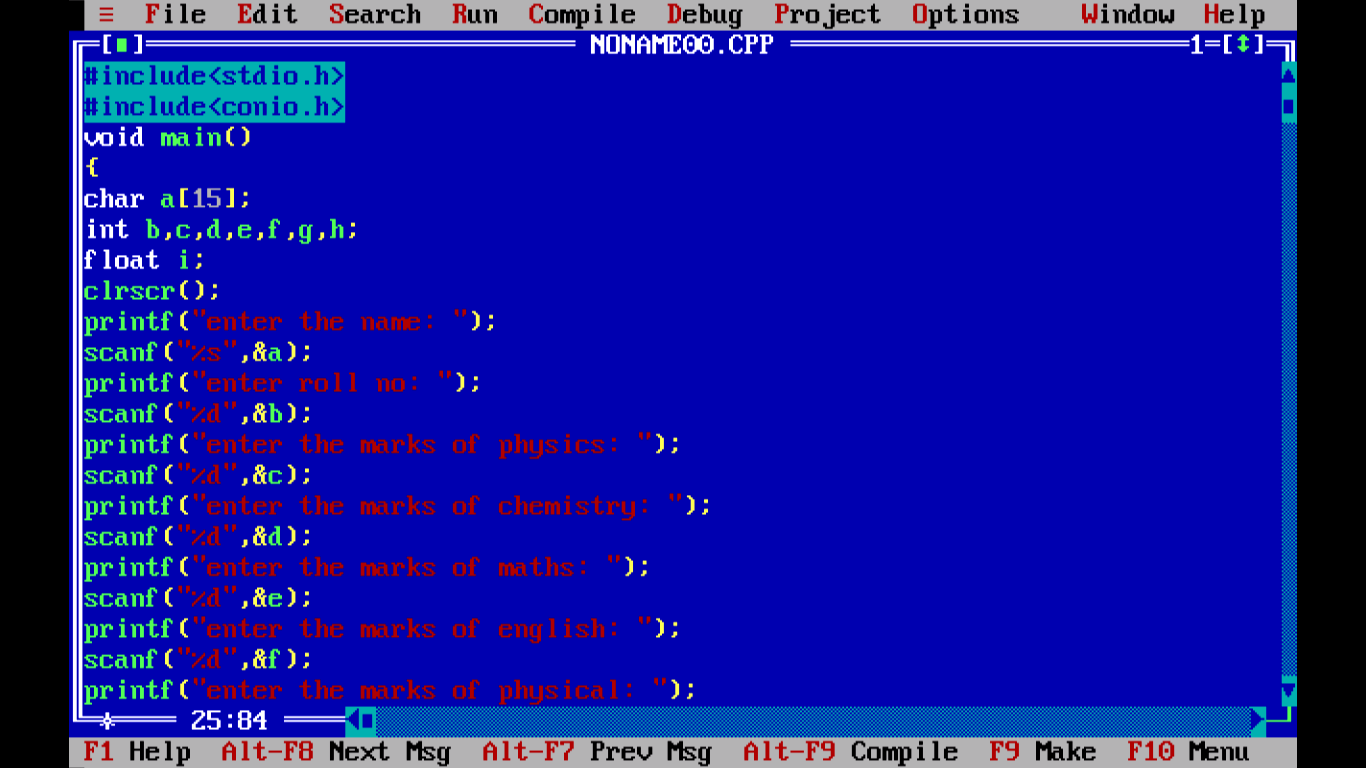 ≡ File Edit Search Run Compile Debug Project Options Window Help
[■] NONAME00.CPP 1=[↕]
#include<stdio.h>
#include<conio.h>
void main()
{
char a[15];
int b,c,d,e,f,g,h;
float i;
clrscr();
printf("enter the name: ");
scanf("%s",&a);
printf("enter roll no: ");
scanf("%d",&b);
printf("enter the marks of physics: ");
scanf("%d",&c);
printf("enter the marks of chemistry: ");
scanf("%d",&d);
printf("enter the marks of maths: ");
scanf("%d",&e);
printf("enter the marks of english: ");
scanf("%d",&f);
printf("enter the marks of physical: ");
25:84
F1 Help Alt-F8 Next Msg Alt-F7 Prev Msg Alt-F9 Compile F9 Make F10 Menu